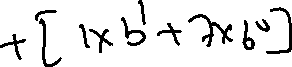 + [ 1×b¹ + 7×b⁰ ]